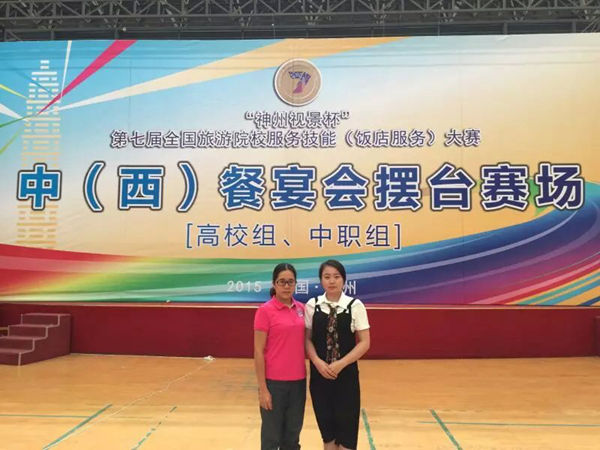 “神州视景杯”
第七届全国旅游院校服务技能（饭店服务）大赛
中（西）餐宴会摆台赛场
[高校组、中职组]
2015 国·州